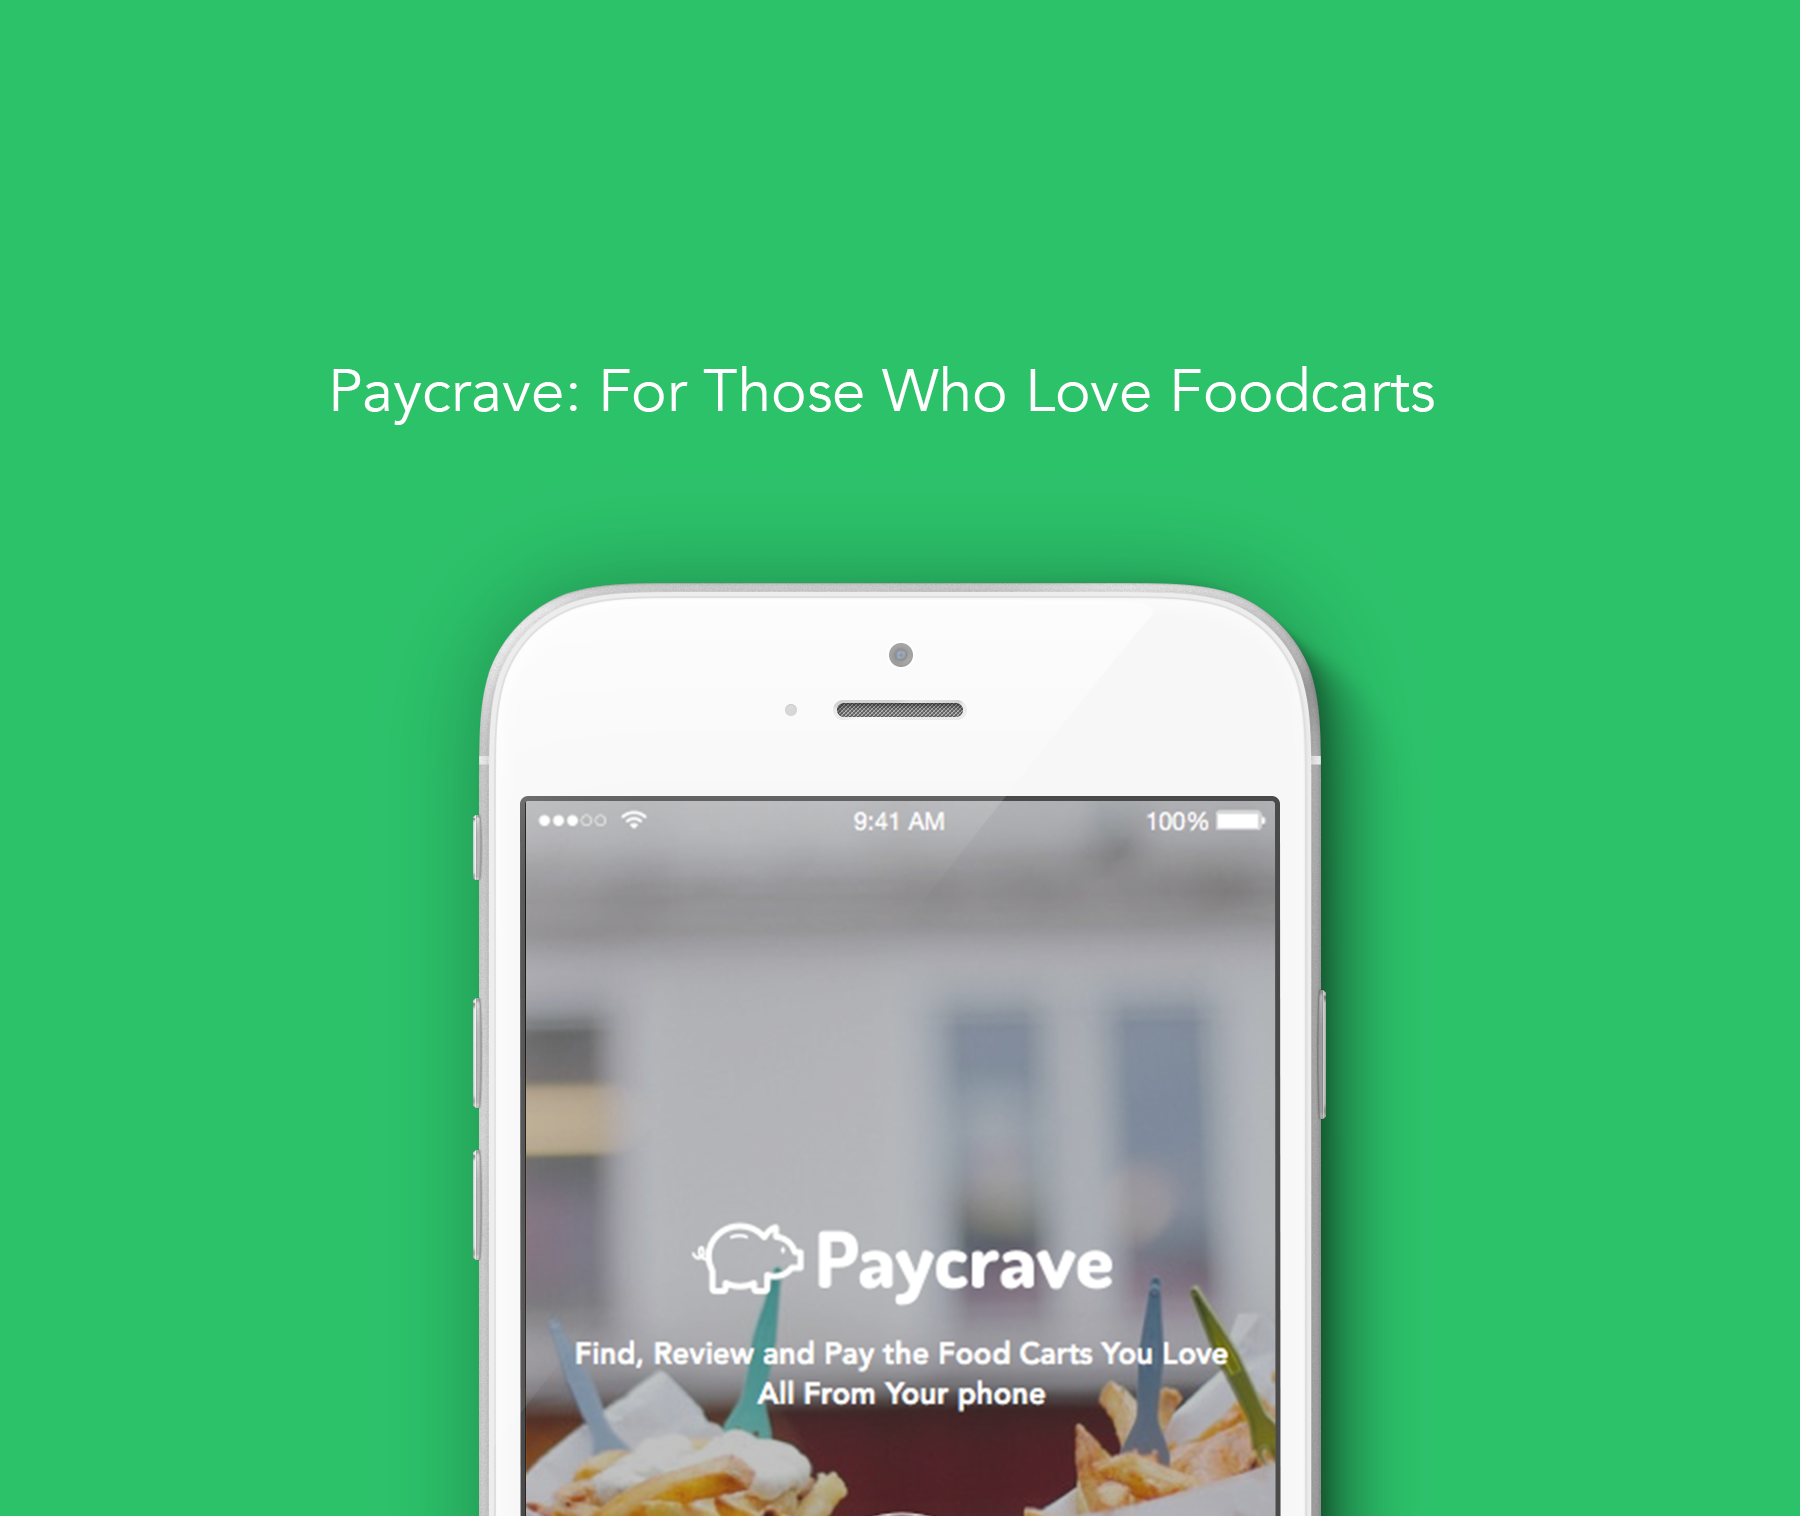 Paycrave: For Those Who Love Foodcarts
9:41 AM 100%
Paycrave
Find, Review and Pay the Food Carts You Love
All From Your phone